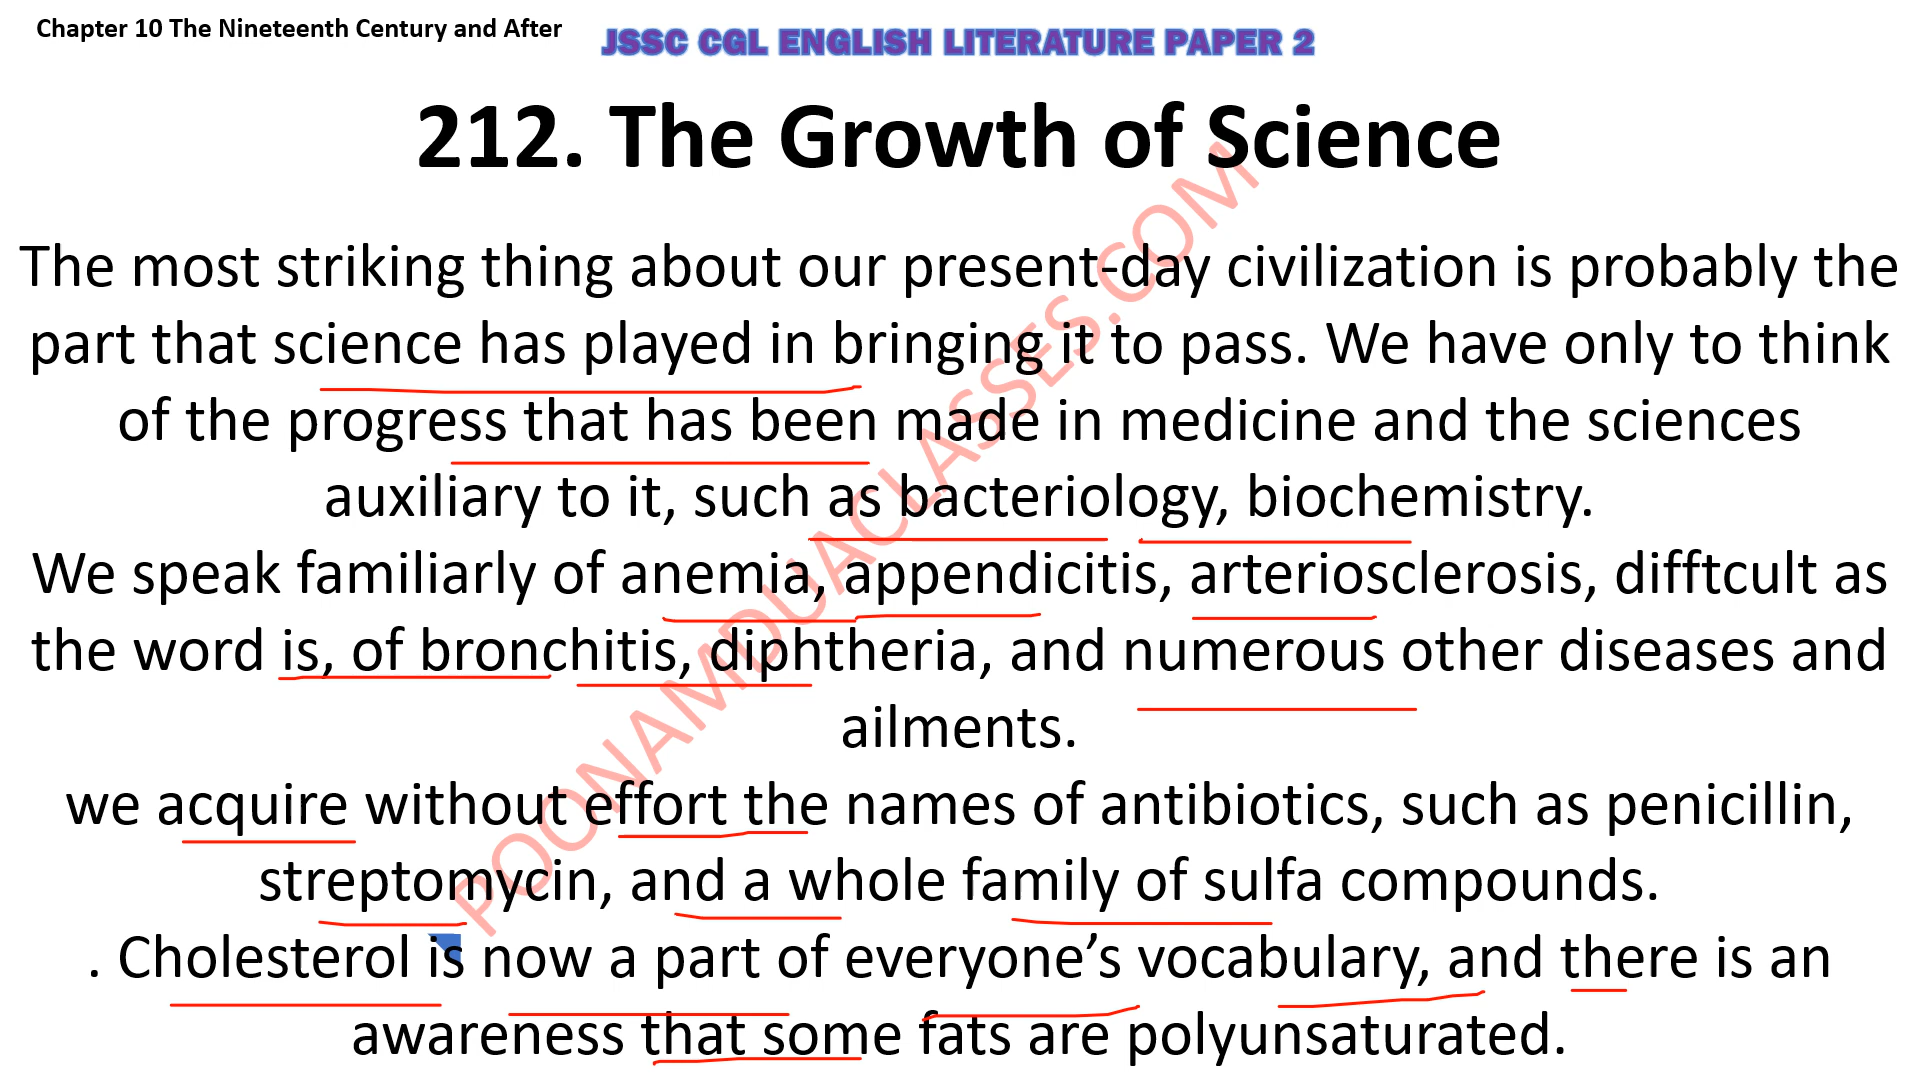 Chapter 10 The Nineteenth Century and After
JSSC CGL ENGLISH LITERATURE PAPER 2
212. The Growth of Science
The most striking thing about our present-day civilization is probably the
part that science has played in bringing it to pass. We have only to think
of the progress that has been made in medicine and the sciences
auxiliary to it, such as bacteriology, biochemistry.
We speak familiarly of anemia, appendicitis, arteriosclerosis, difftcult as
the word is, of bronchitis, diphtheria, and numerous other diseases and
ailments.
we acquire without effort the names of antibiotics, such as penicillin,
streptomycin, and a whole family of sulfa compounds.
. Cholesterol is now a part of everyone’s vocabulary, and there is an
awareness that some fats are polyunsaturated.
POONAMDUACLASSES.COM